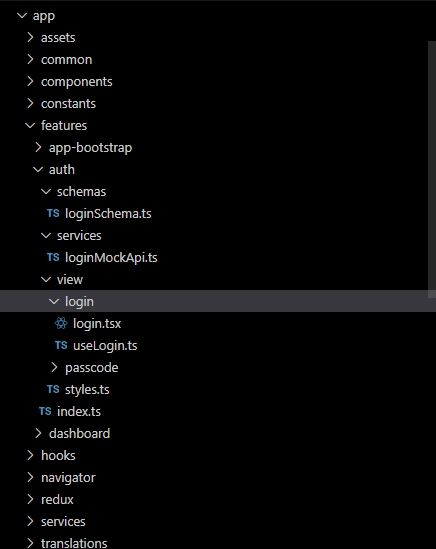 app
assets
common
components
constants
features
app-bootstrap
auth
schemas
TS loginSchema.ts
services
TS loginMockApi.ts
view
login
login.tsx
TS useLogin.ts
passcode
TS styles.ts
TS index.ts
dashboard
hooks
navigator
redux
services
translations